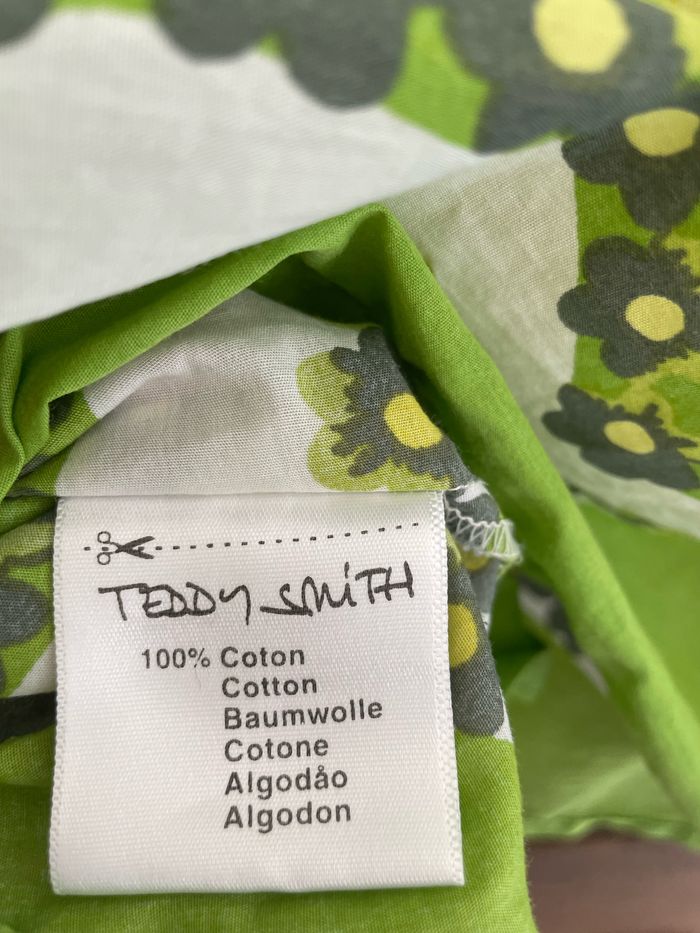 TEDDY SMITH
100% Coton
Cotton
Baumwolle
Cotone
Algodåo
Algodon